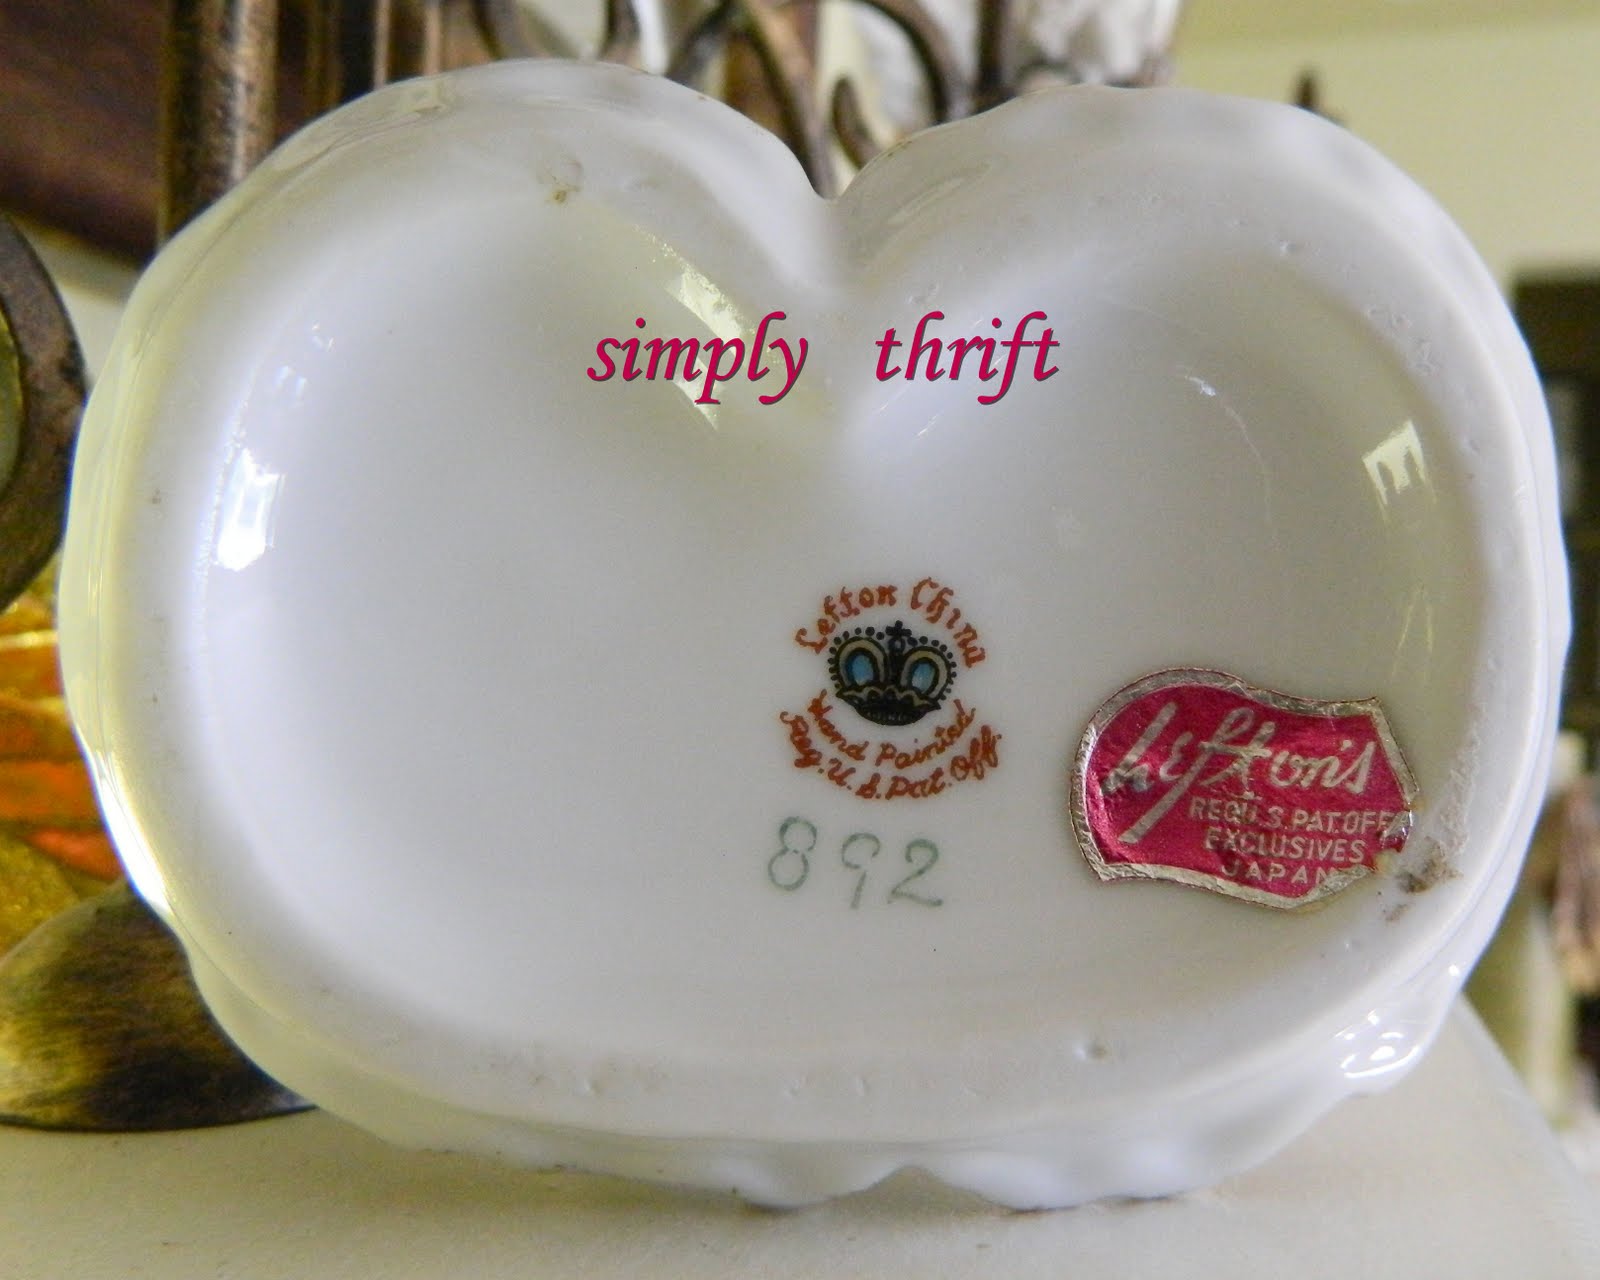 simply thrift
Lefton China
Hand Painted
Reg. U. S. Pat. Off.
892
Lefton's
REG U.S. PAT. OFF.
EXCLUSIVES
JAPAN